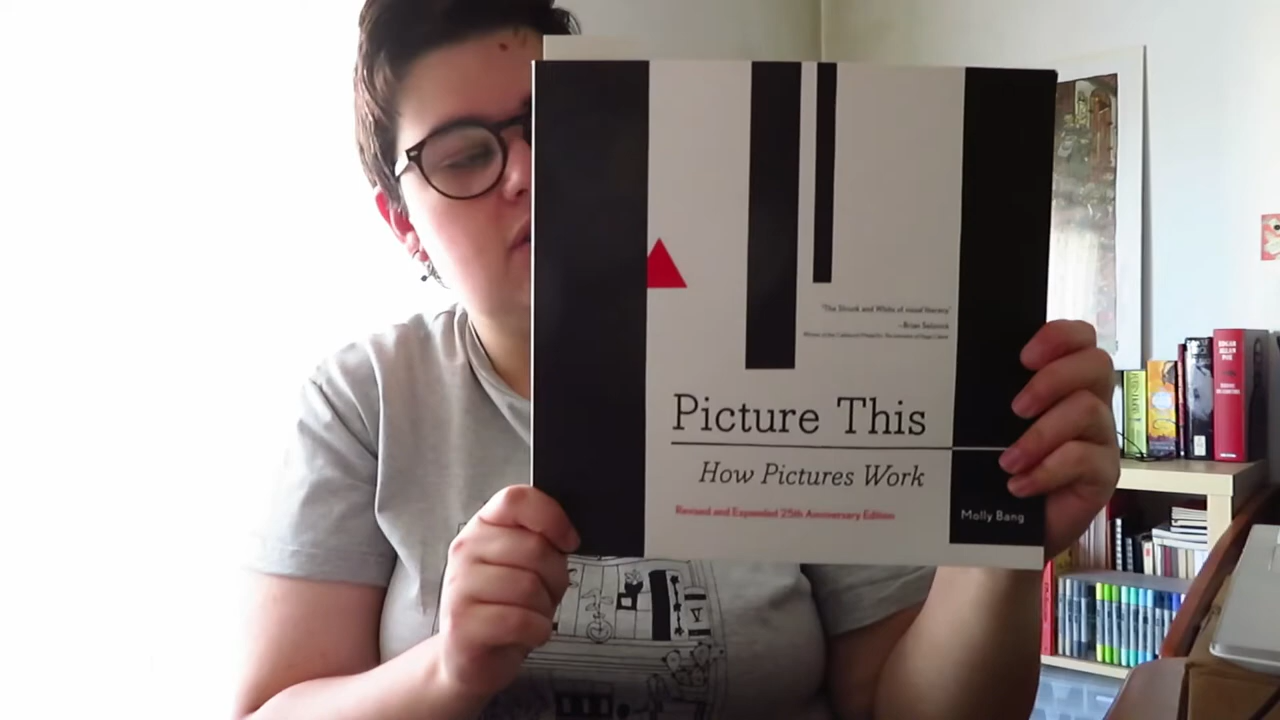 "The Strunk and White of visual literacy"
—Brian Selznick
Picture This
How Pictures Work
Revised and Expanded 25th Anniversary Edition
Molly Bang
EDGAR
ALLAN
POE